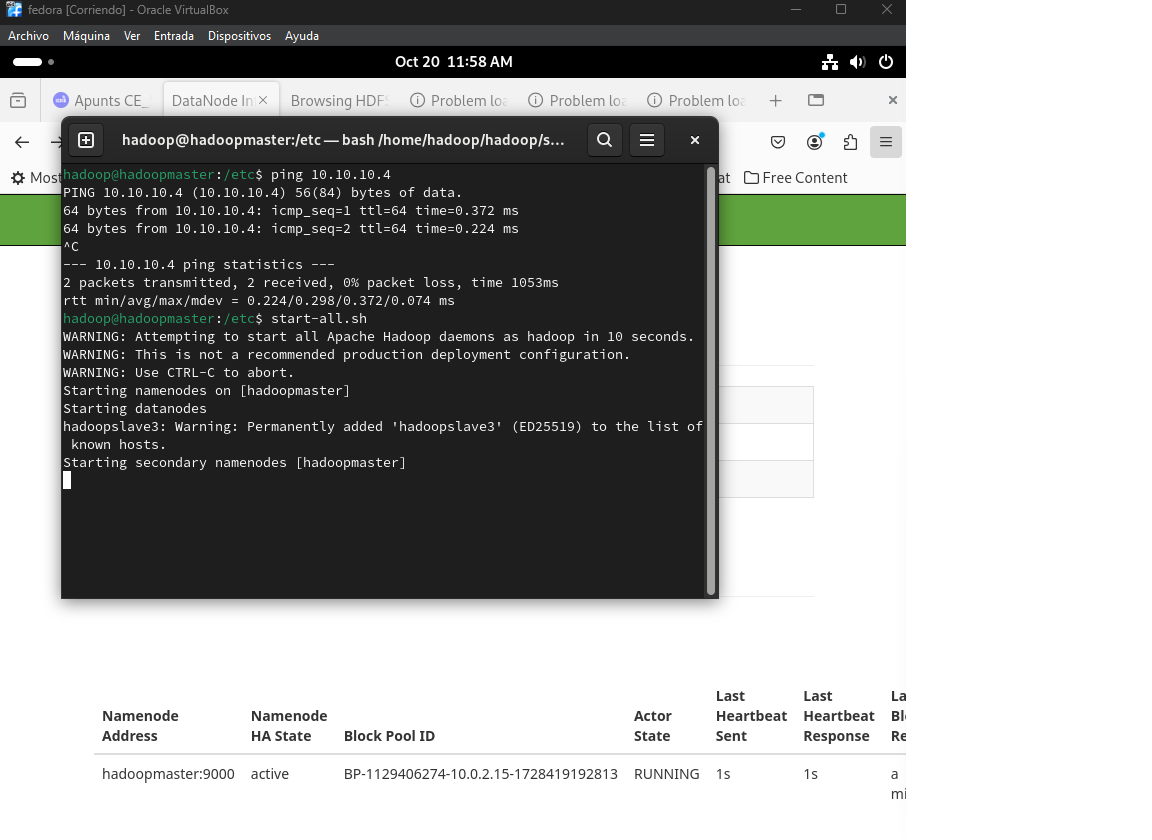 fedora [Corriendo] - Oracle VirtualBox
Archivo Máquina Ver Entrada Dispositivos Ayuda
Oct 20 11:58 AM
Apunts CE_ DataNode In Browsing HDFS Problem loa Problem loa Problem loa
hadoop@hadoopmaster:/etc — bash /home/hadoop/hadoop/s...
Most at Free Content
hadoop@hadoopmaster:/etc$ ping 10.10.10.4
PING 10.10.10.4 (10.10.10.4) 56(84) bytes of data.
64 bytes from 10.10.10.4: icmp_seq=1 ttl=64 time=0.372 ms
64 bytes from 10.10.10.4: icmp_seq=2 ttl=64 time=0.224 ms
^C
--- 10.10.10.4 ping statistics ---
2 packets transmitted, 2 received, 0% packet loss, time 1053ms
rtt min/avg/max/mdev = 0.224/0.298/0.372/0.074 ms
hadoop@hadoopmaster:/etc$ start-all.sh
WARNING: Attempting to start all Apache Hadoop daemons as hadoop in 10 seconds.
WARNING: This is not a recommended production deployment configuration.
WARNING: Use CTRL-C to abort.
Starting namenodes on [hadoopmaster]
Starting datanodes
hadoopslave3: Warning: Permanently added 'hadoopslave3' (ED25519) to the list of
known hosts.
Starting secondary namenodes [hadoopmaster]
Last Last La
Namenode Namenode Actor Heartbeat Heartbeat Blo
Address HA State Block Pool ID State Sent Response Re
hadoopmaster:9000 active BP-1129406274-10.0.2.15-1728419192813 RUNNING 1s 1s a
mi